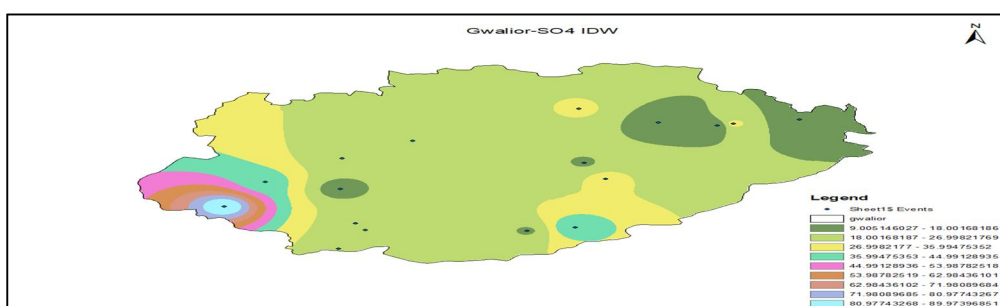 Gwalior-SO4 IDW
N
Legend
Sheet1$ Events
gwalior
9.005146027 - 18.00168186
18.00168187 - 26.99821769
26.9982177 - 35.99475352
35.99475353 - 44.99128935
44.99128936 - 53.98782518
53.98782519 - 62.98436101
62.98436102 - 71.98089684
71.98089685 - 80.97743267
80.97743268 - 89.97396851